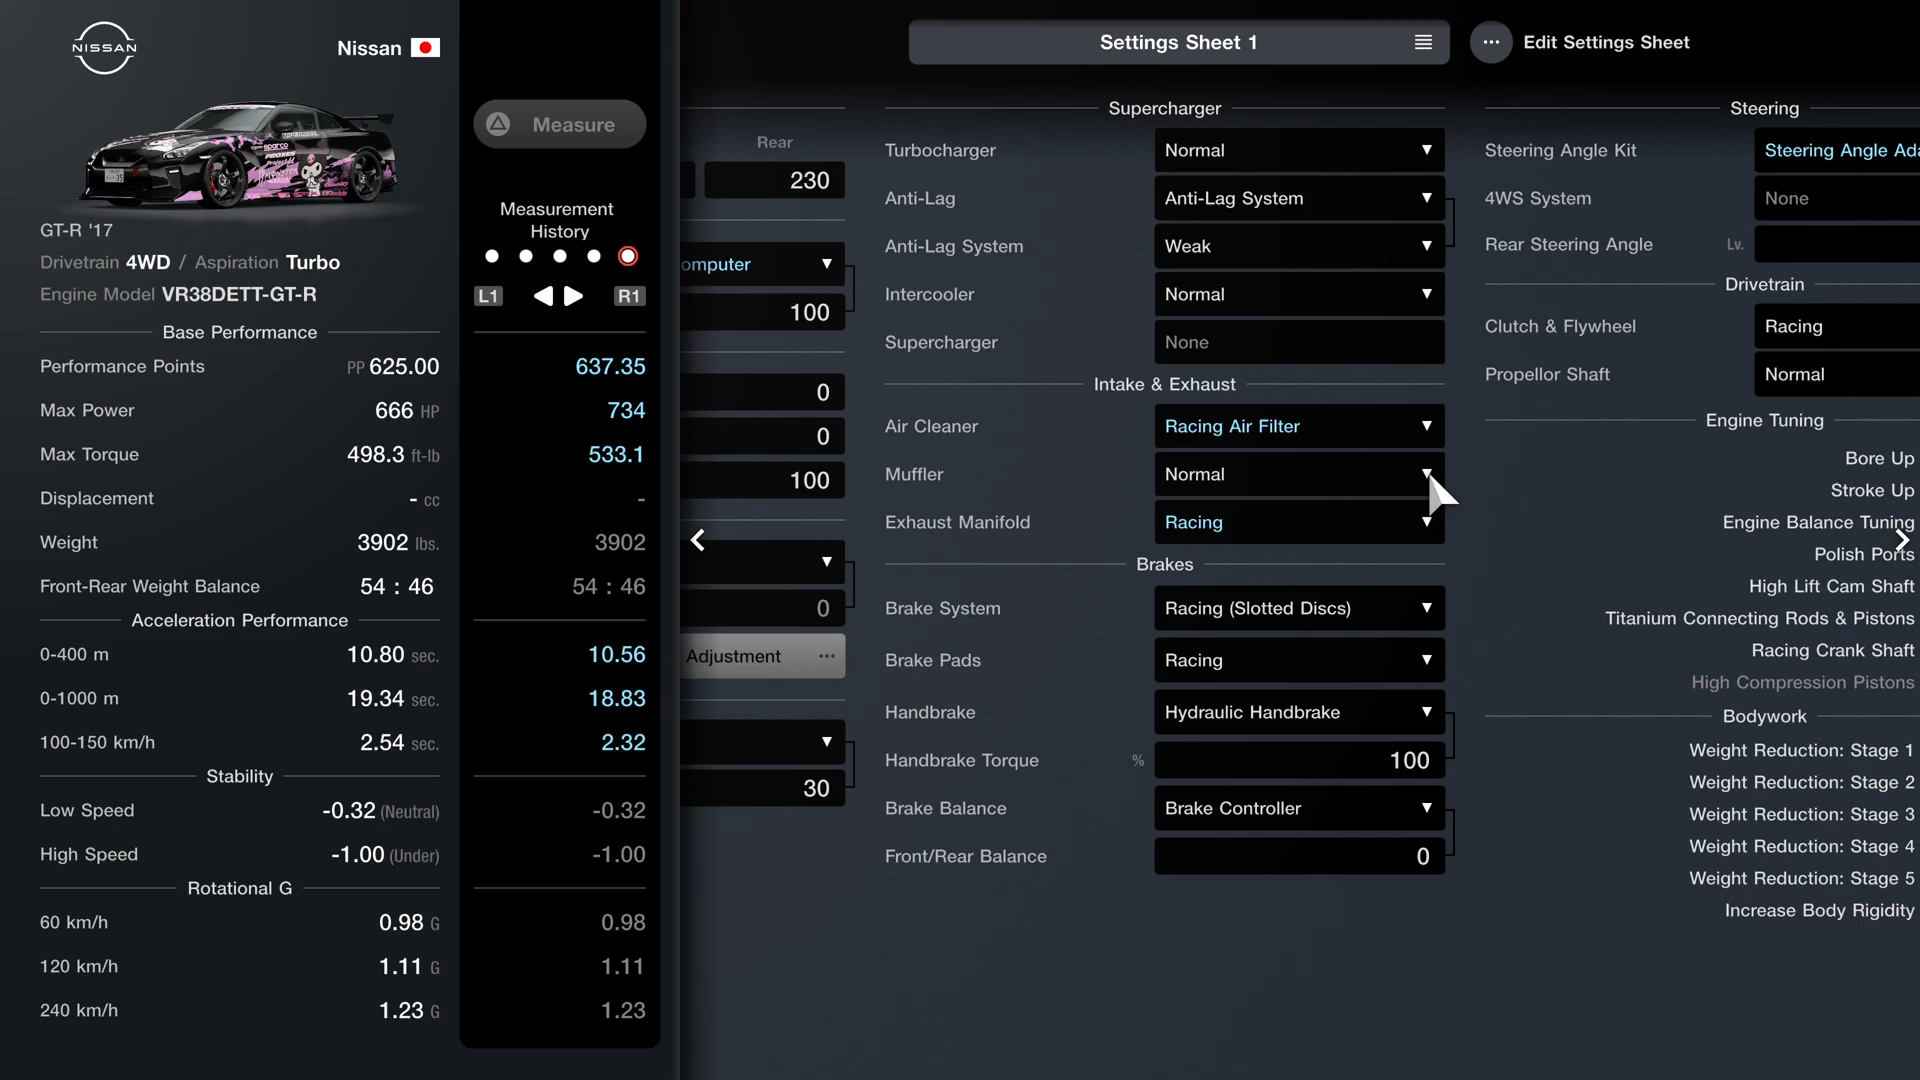 NISSAN
Nissan
GT-R '17
Drivetrain 4WD / Aspiration Turbo
Engine Model VR38DETT-GT-R
Base Performance
Performance Points PP 625.00
Max Power 666 HP
Max Torque 498.3 ft-lb
Displacement - cc
Weight 3902 lbs.
Front-Rear Weight Balance 54 : 46
Acceleration Performance
0-400 m 10.80 sec.
0-1000 m 19.34 sec.
100-150 km/h 2.54 sec.
Stability
Low Speed -0.32 (Neutral)
High Speed -1.00 (Under)
Rotational G
60 km/h 0.98 G
120 km/h 1.11 G
240 km/h 1.23 G
Measure
Measurement
History
L1 R1
637.35
734
533.1
-
3902
54 : 46
10.56
18.83
2.32
-0.32
-1.00
0.98
1.11
1.23
Rear
230
omputer
100
0
0
100
0
Adjustment ...
30
Settings Sheet 1
... Edit Settings Sheet
Supercharger
Turbocharger Normal
Anti-Lag Anti-Lag System
Anti-Lag System Weak
Intercooler Normal
Supercharger None
Intake & Exhaust
Air Cleaner Racing Air Filter
Muffler Normal
Exhaust Manifold Racing
Brakes
Brake System Racing (Slotted Discs)
Brake Pads Racing
Handbrake Hydraulic Handbrake
Handbrake Torque % 100
Brake Balance Brake Controller
Front/Rear Balance 0
Steering
Steering Angle Kit Steering Angle Ada
4WS System None
Rear Steering Angle Lv.
Drivetrain
Clutch & Flywheel Racing
Propellor Shaft Normal
Engine Tuning
Bore Up
Stroke Up
Engine Balance Tuning
Polish Ports
High Lift Cam Shaft
Titanium Connecting Rods & Pistons
Racing Crank Shaft
High Compression Pistons
Bodywork
Weight Reduction: Stage 1
Weight Reduction: Stage 2
Weight Reduction: Stage 3
Weight Reduction: Stage 4
Weight Reduction: Stage 5
Increase Body Rigidity